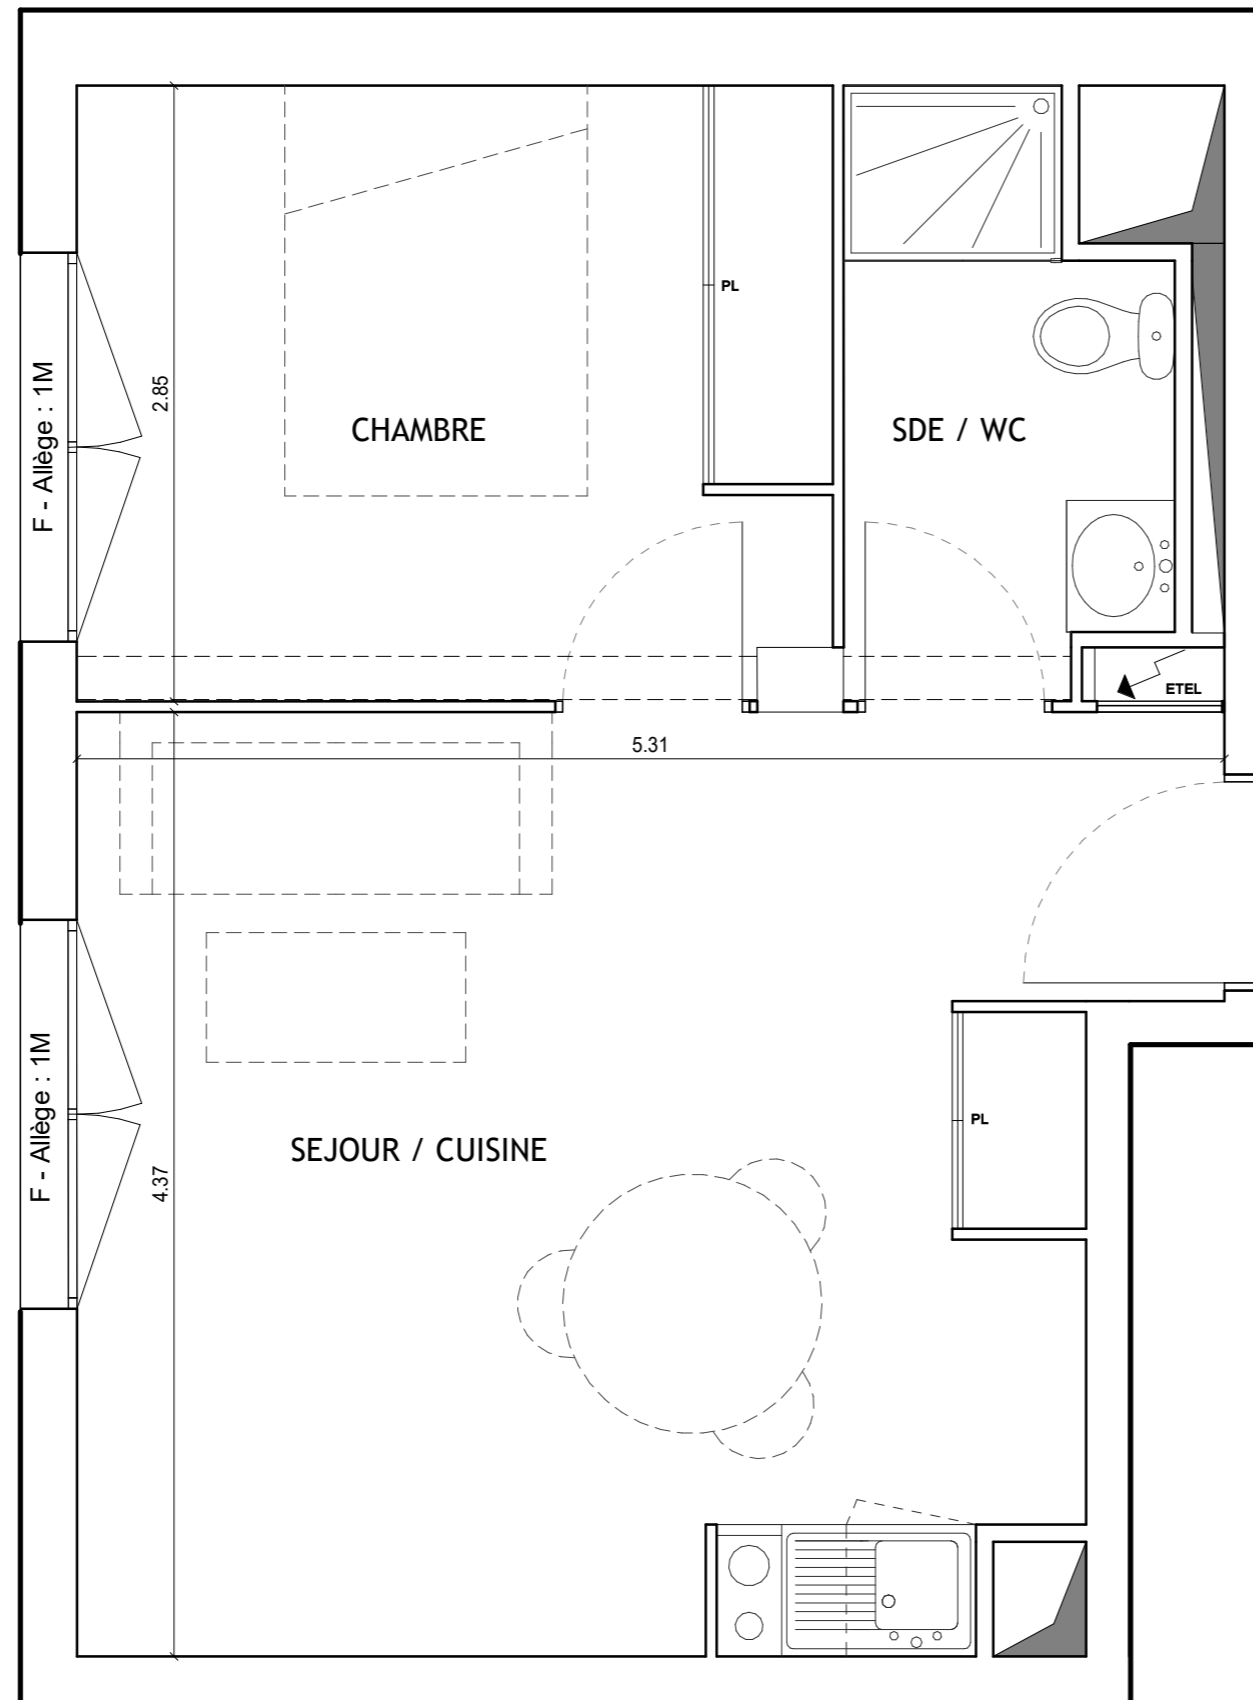 PL
2.85
F - Allège : 1M
CHAMBRE
SDE / WC
ETEL
5.31
PL
F - Allège : 1M
SEJOUR / CUISINE
4.37